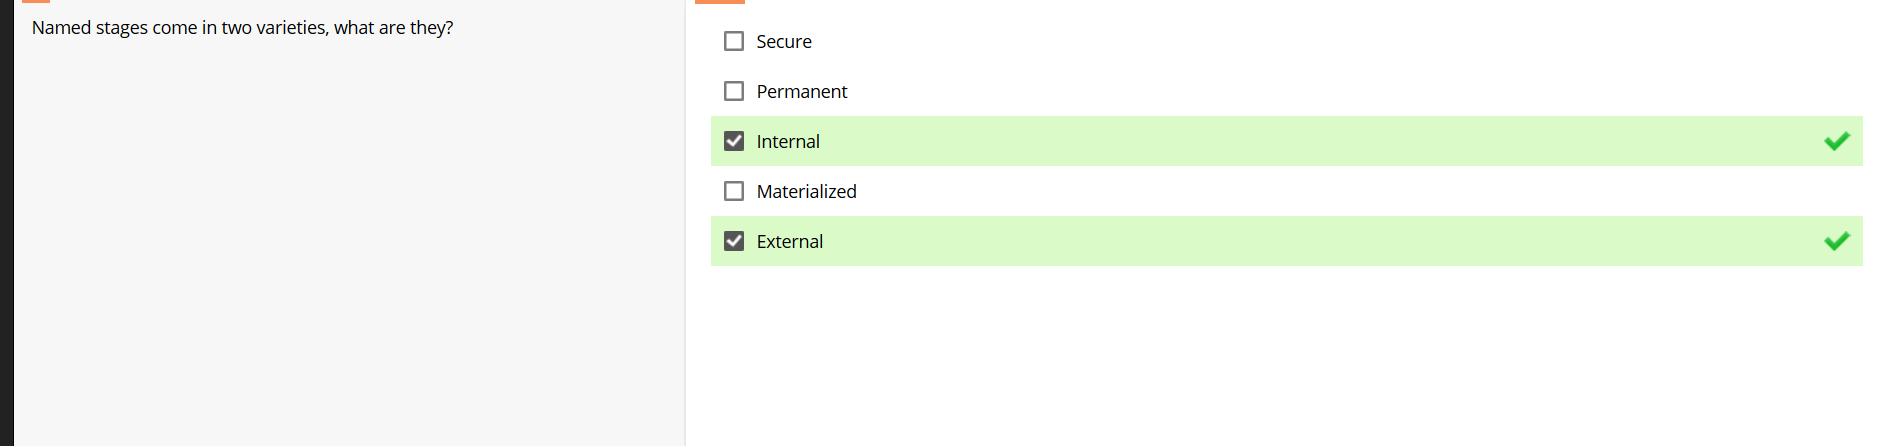 Named stages come in two varieties, what are they?
Secure
Permanent
Internal
Materialized
External